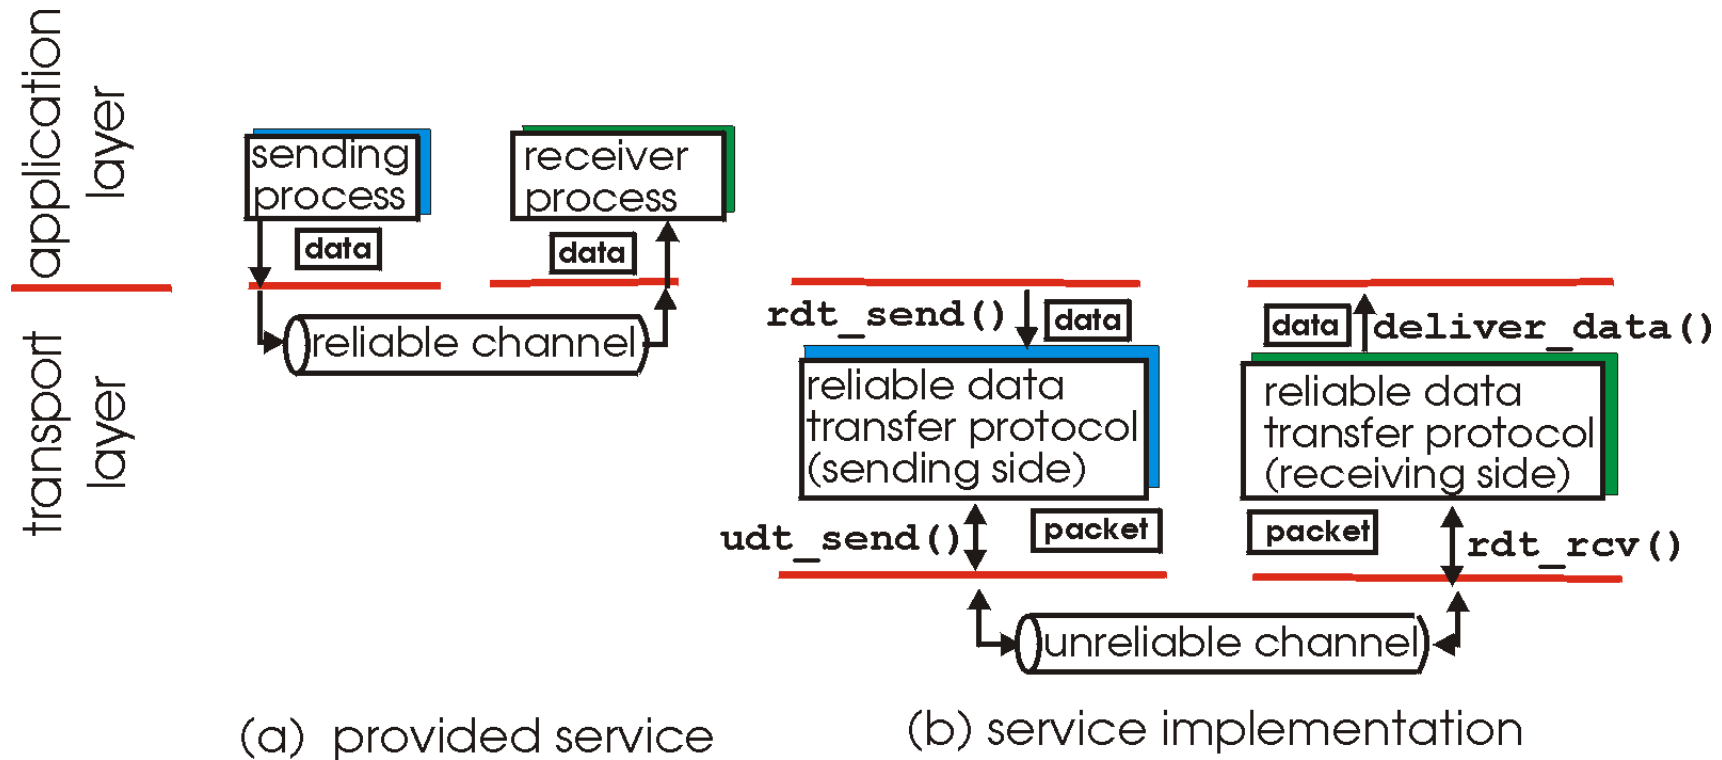 application
layer
transport
layer
sending
process
data
receiver
process
data
reliable channel
(a) provided service
rdt_send()
data
reliable data
transfer protocol
(sending side)
udt_send()
packet
data
deliver_data()
reliable data
transfer protocol
(receiving side)
packet
rdt_rcv()
unreliable channel
(b) service implementation